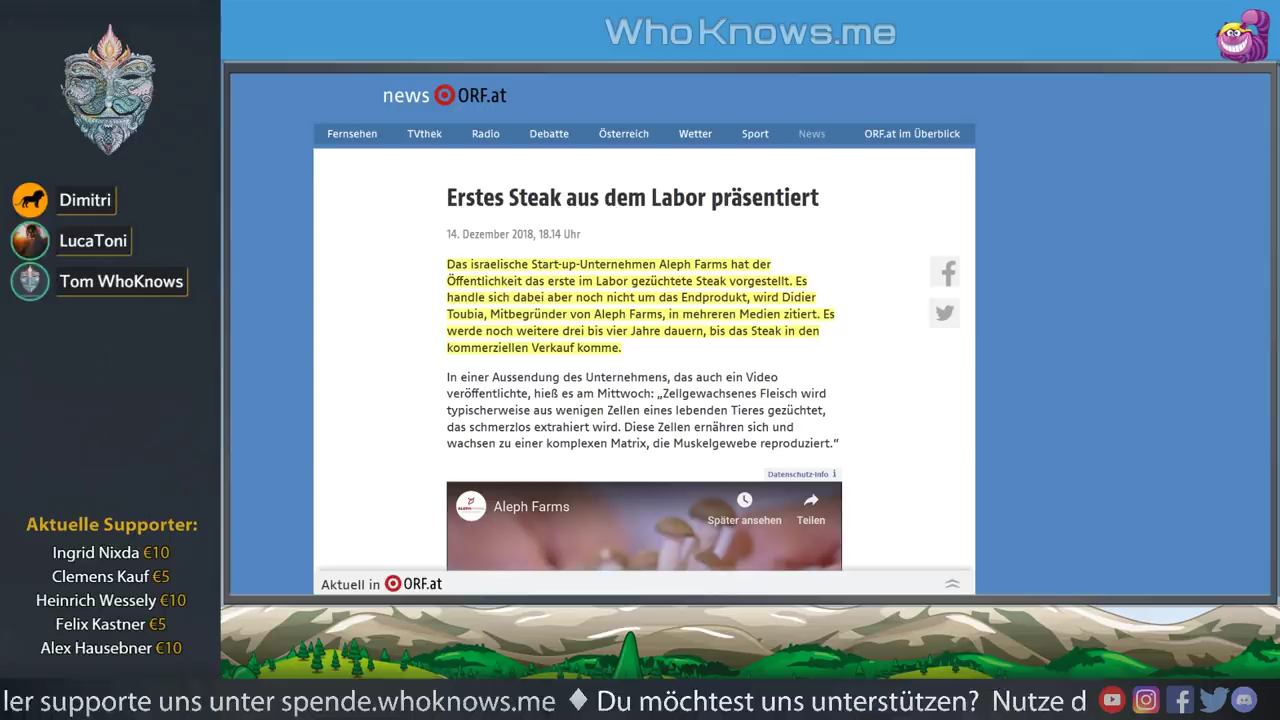 WhoKnows.me
news ORF.at
Fernsehen TVthek Radio Debatte Österreich Wetter Sport News ORF.at im Überblick
Erstes Steak aus dem Labor präsentiert
14. Dezember 2018, 18.14 Uhr
Das israelische Start-up-Unternehmen Aleph Farms hat der
Öffentlichkeit das erste im Labor gezüchtete Steak vorgestellt. Es
handle sich dabei aber noch nicht um das Endprodukt, wird Didier
Toubia, Mitbegründer von Aleph Farms, in mehreren Medien zitiert. Es
werde noch weitere drei bis vier Jahre dauern, bis das Steak in den
kommerziellen Verkauf komme.
In einer Aussendung des Unternehmens, das auch ein Video
veröffentlichte, hieß es am Mittwoch: „Zellgewachsenes Fleisch wird
typischerweise aus wenigen Zellen eines lebenden Tieres gezüchtet,
das schmerzlos extrahiert wird. Diese Zellen ernähren sich und
wachsen zu einer komplexen Matrix, die Muskelgewebe reproduziert.“
Datenschutz-Info i
Aleph Farms
Später ansehen
Teilen
Aktuell in ORF.at
Dimitri
LucaToni
Tom WhoKnows
Aktuelle Supporter:
Ingrid Nixda €10
Clemens Kauf €5
Heinrich Wessely €10
Felix Kastner €5
Alex Hausebner €10
ler supporte uns unter spende.whoknows.me ♦ Du möchtest uns unterstützen? Nutze d